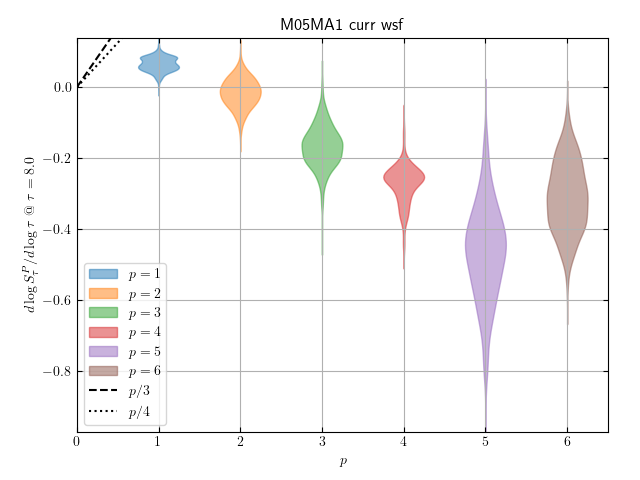 M05MA1 curr wsf
d log S_τ^P / d log τ @ τ = 8.0
0.0
−0.2
−0.4
−0.6
−0.8
p = 1
p = 2
p = 3
p = 4
p = 5
p = 6
p/3
p/4
0 1 2 3 4 5 6
p